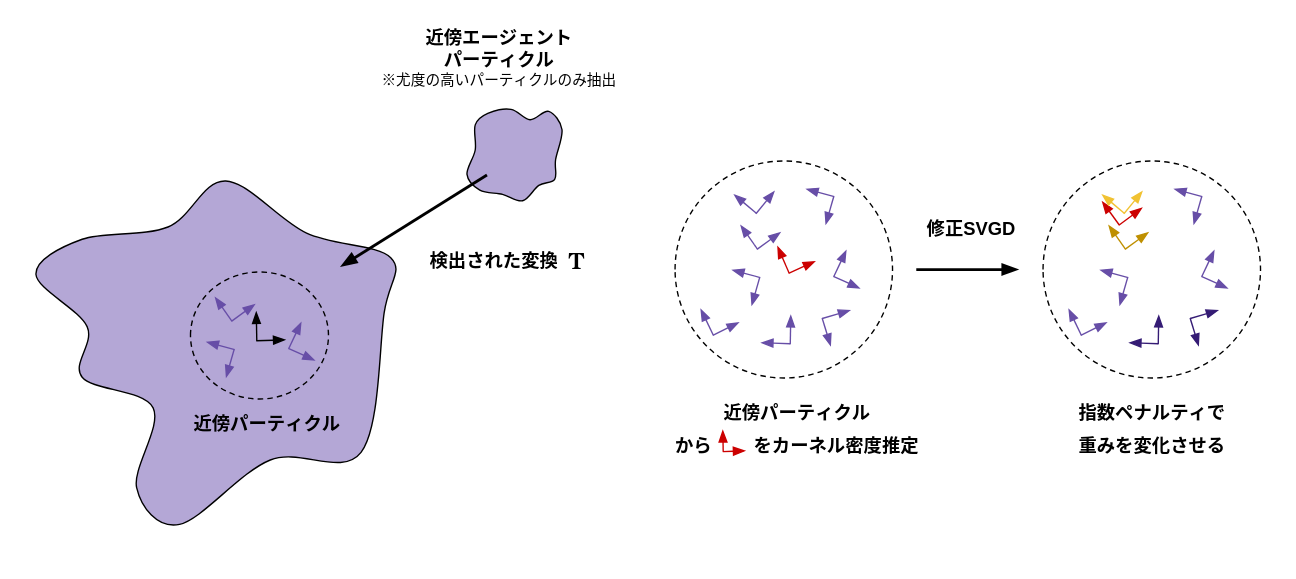 近傍エージェント
パーティクル
※尤度の高いパーティクルのみ抽出
検出された変換 T
近傍パーティクル
近傍パーティクル
から をカーネル密度推定
修正SVGD
指数ペナルティで
重みを変化させる